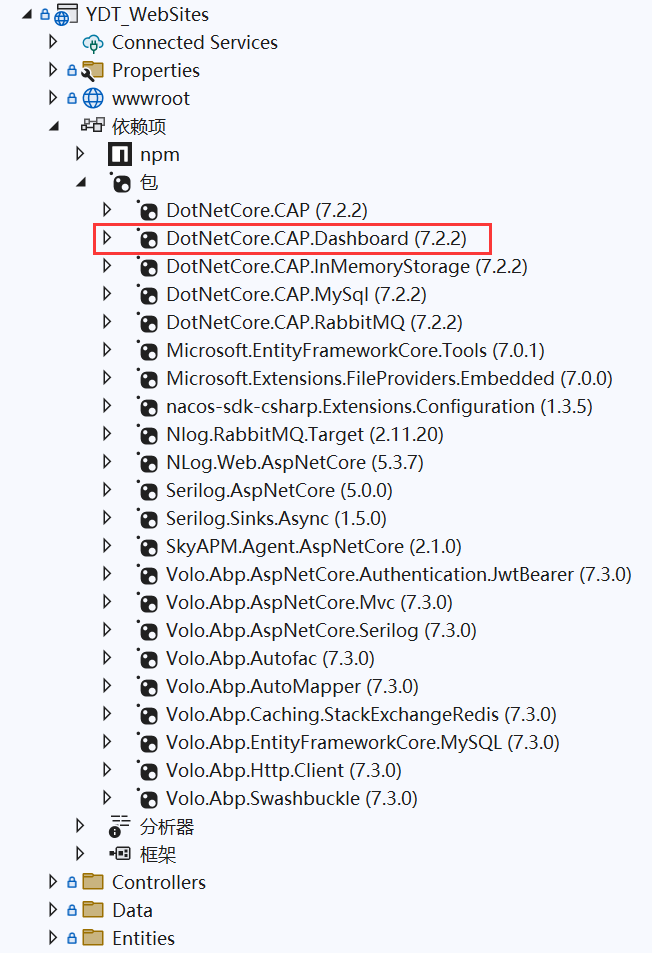 YDT_WebSites
Connected Services
Properties
wwwroot
依赖项
npm
包
DotNetCore.CAP (7.2.2)
DotNetCore.CAP.Dashboard (7.2.2)
DotNetCore.CAP.InMemoryStorage (7.2.2)
DotNetCore.CAP.MySql (7.2.2)
DotNetCore.CAP.RabbitMQ (7.2.2)
Microsoft.EntityFrameworkCore.Tools (7.0.1)
Microsoft.Extensions.FileProviders.Embedded (7.0.0)
nacos-sdk-csharp.Extensions.Configuration (1.3.5)
Nlog.RabbitMQ.Target (2.11.20)
NLog.Web.AspNetCore (5.3.7)
Serilog.AspNetCore (5.0.0)
Serilog.Sinks.Async (1.5.0)
SkyAPM.Agent.AspNetCore (2.1.0)
Volo.Abp.AspNetCore.Authentication.JwtBearer (7.3.0)
Volo.Abp.AspNetCore.Mvc (7.3.0)
Volo.Abp.AspNetCore.Serilog (7.3.0)
Volo.Abp.Autofac (7.3.0)
Volo.Abp.AutoMapper (7.3.0)
Volo.Abp.Caching.StackExchangeRedis (7.3.0)
Volo.Abp.EntityFrameworkCore.MySQL (7.3.0)
Volo.Abp.Http.Client (7.3.0)
Volo.Abp.Swashbuckle (7.3.0)
分析器
框架
Controllers
Data
Entities